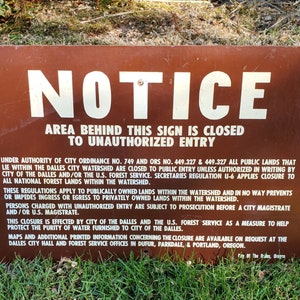 NOTICE
AREA BEHIND THIS SIGN IS CLOSED
TO UNAUTHORIZED ENTRY
UNDER AUTHORITY OF CITY ORDINANCE NO. 749 AND ORS NO. 449.327 & 449.327 ALL PUBLIC LANDS THAT
LIE WITHIN THE DALLES CITY WATERSHED ARE CLOSED TO PUBLIC ENTRY UNLESS AUTHORIZED IN WRITING BY
CITY OF THE DALLES AND/OR THE U.S. FOREST SERVICE. SECRETARIES REGULATION U-6 APPLIES CLOSURE TO
ALL NATIONAL FOREST LANDS WITHIN THE WATERSHED.
THESE REGULATIONS APPLY TO PUBLICLY OWNED LANDS WITHIN THE WATERSHED AND IN NO WAY PREVENTS
OR IMPEDES INGRESS OR EGRESS TO PRIVATELY OWNED LANDS WITHIN THE WATERSHED.
PERSONS CHARGED WITH UNAUTHORIZED ENTRY ARE SUBJECT TO PROSECUTION BEFORE A CITY MAGISTRATE
AND / OR U.S. MAGISTRATE.
THIS CLOSURE IS EFFECTED BY CITY OF THE DALLES AND THE U.S. FOREST SERVICE AS A MEASURE TO HELP
PROTECT THE PURITY OF WATER FURNISHED TO CITY OF THE DALLES.
MAPS AND ADDITIONAL PRINTED INFORMATION CONCERNING THE CLOSURE ARE AVAILABLE ON REQUEST AT THE
DALLES CITY HALL AND FOREST SERVICE OFFICES IN DUFUR, PARKDALE, & PORTLAND, OREGON.
City Of The Dalles, Oregon